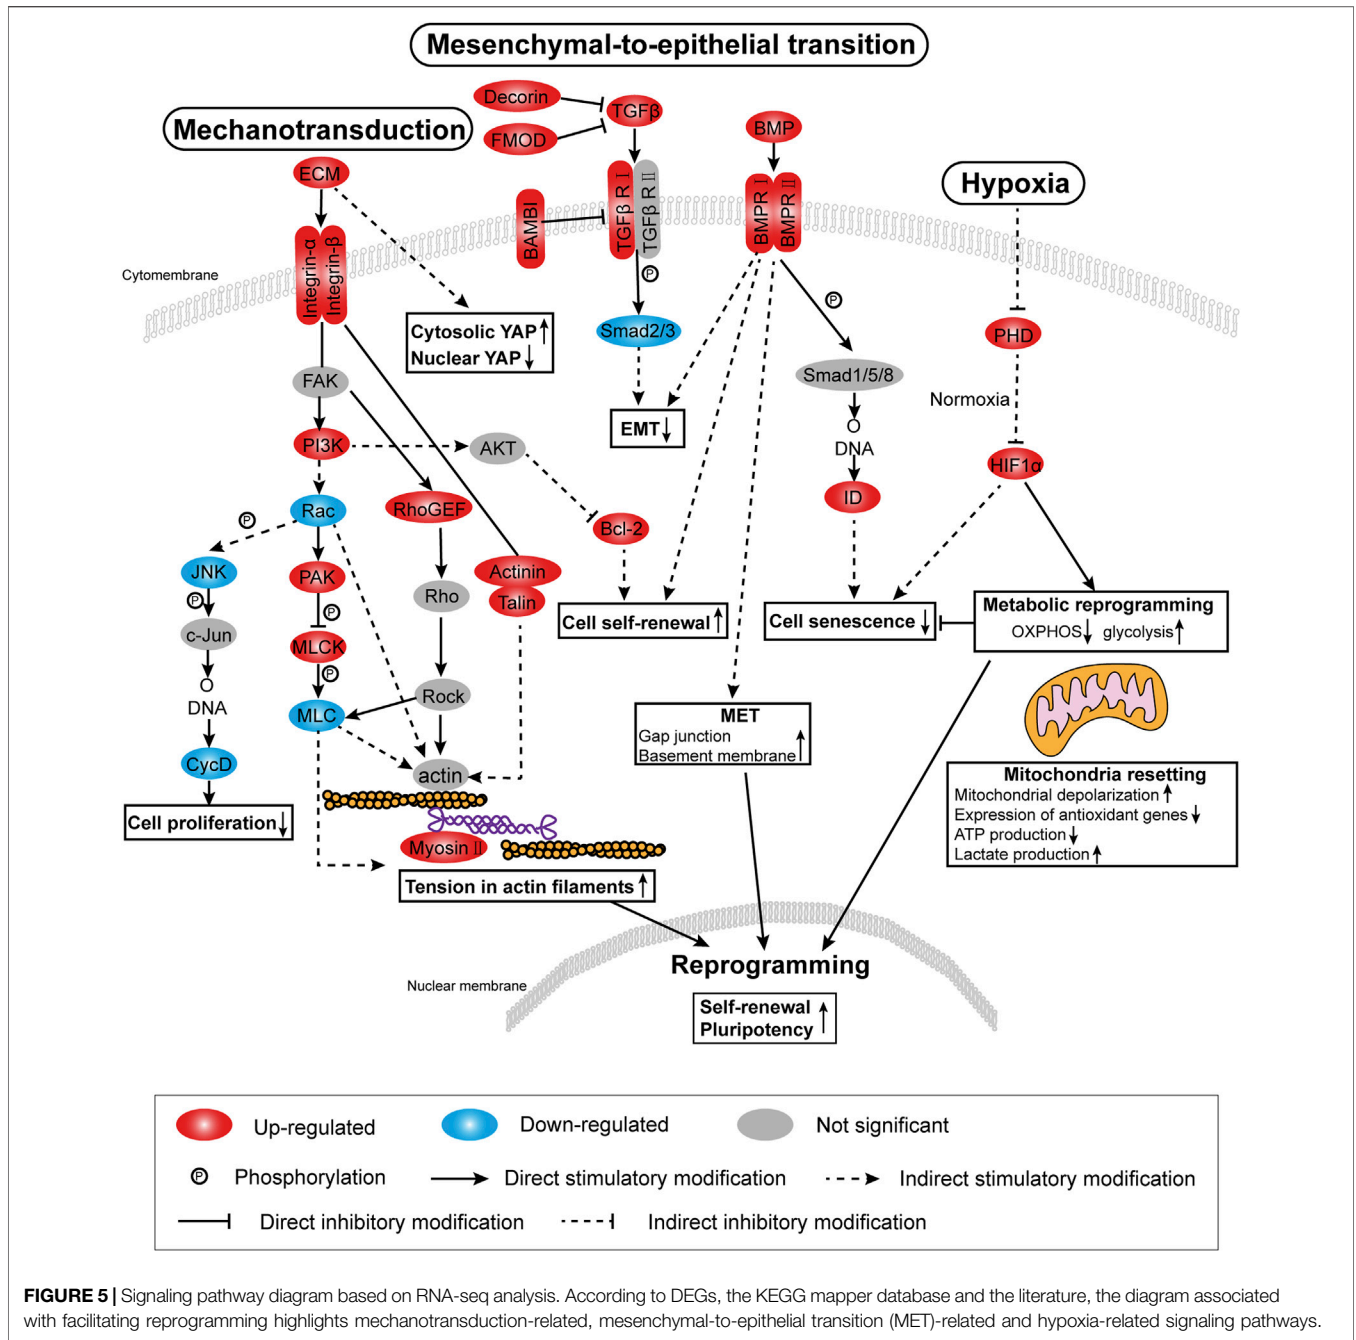 Mesenchymal-to-epithelial transition
Mechanotransduction
Hypoxia
Decorin
FMOD
TGFβ
BMP
ECM
BAMBI
TGFβ R I
TGFβ R II
BMPR I
BMPR II
Integrin-α
Integrin-β
Cytomembrane
P
P
Cytosolic YAP
Nuclear YAP
Smad2/3
PHD
Smad1/5/8
Normoxia
FAK
EMT
O
DNA
PI3K
AKT
HIF1α
ID
Rac
RhoGEF
Bcl-2
P
JNK
PAK
Actinin
Talin
P
P
Rho
c-Jun
MLCK
P
Cell self-renewal
Cell senescence
Metabolic reprogramming
OXPHOS glycolysis
O
DNA
Rock
MLC
MET
Gap junction
Basement membrane
CycD
actin
Mitochondria resetting
Mitochondrial depolarization
Expression of antioxidant genes
ATP production
Lactate production
Cell proliferation
Myosin II
Tension in actin filaments
Reprogramming
Nuclear membrane
Self-renewal
Pluripotency
Up-regulated
Down-regulated
Not significant
P Phosphorylation
Direct stimulatory modification
Indirect stimulatory modification
Direct inhibitory modification
Indirect inhibitory modification
FIGURE 5 | Signaling pathway diagram based on RNA-seq analysis. According to DEGs, the KEGG mapper database and the literature, the diagram associated
with facilitating reprogramming highlights mechanotransduction-related, mesenchymal-to-epithelial transition (MET)-related and hypoxia-related signaling pathways.